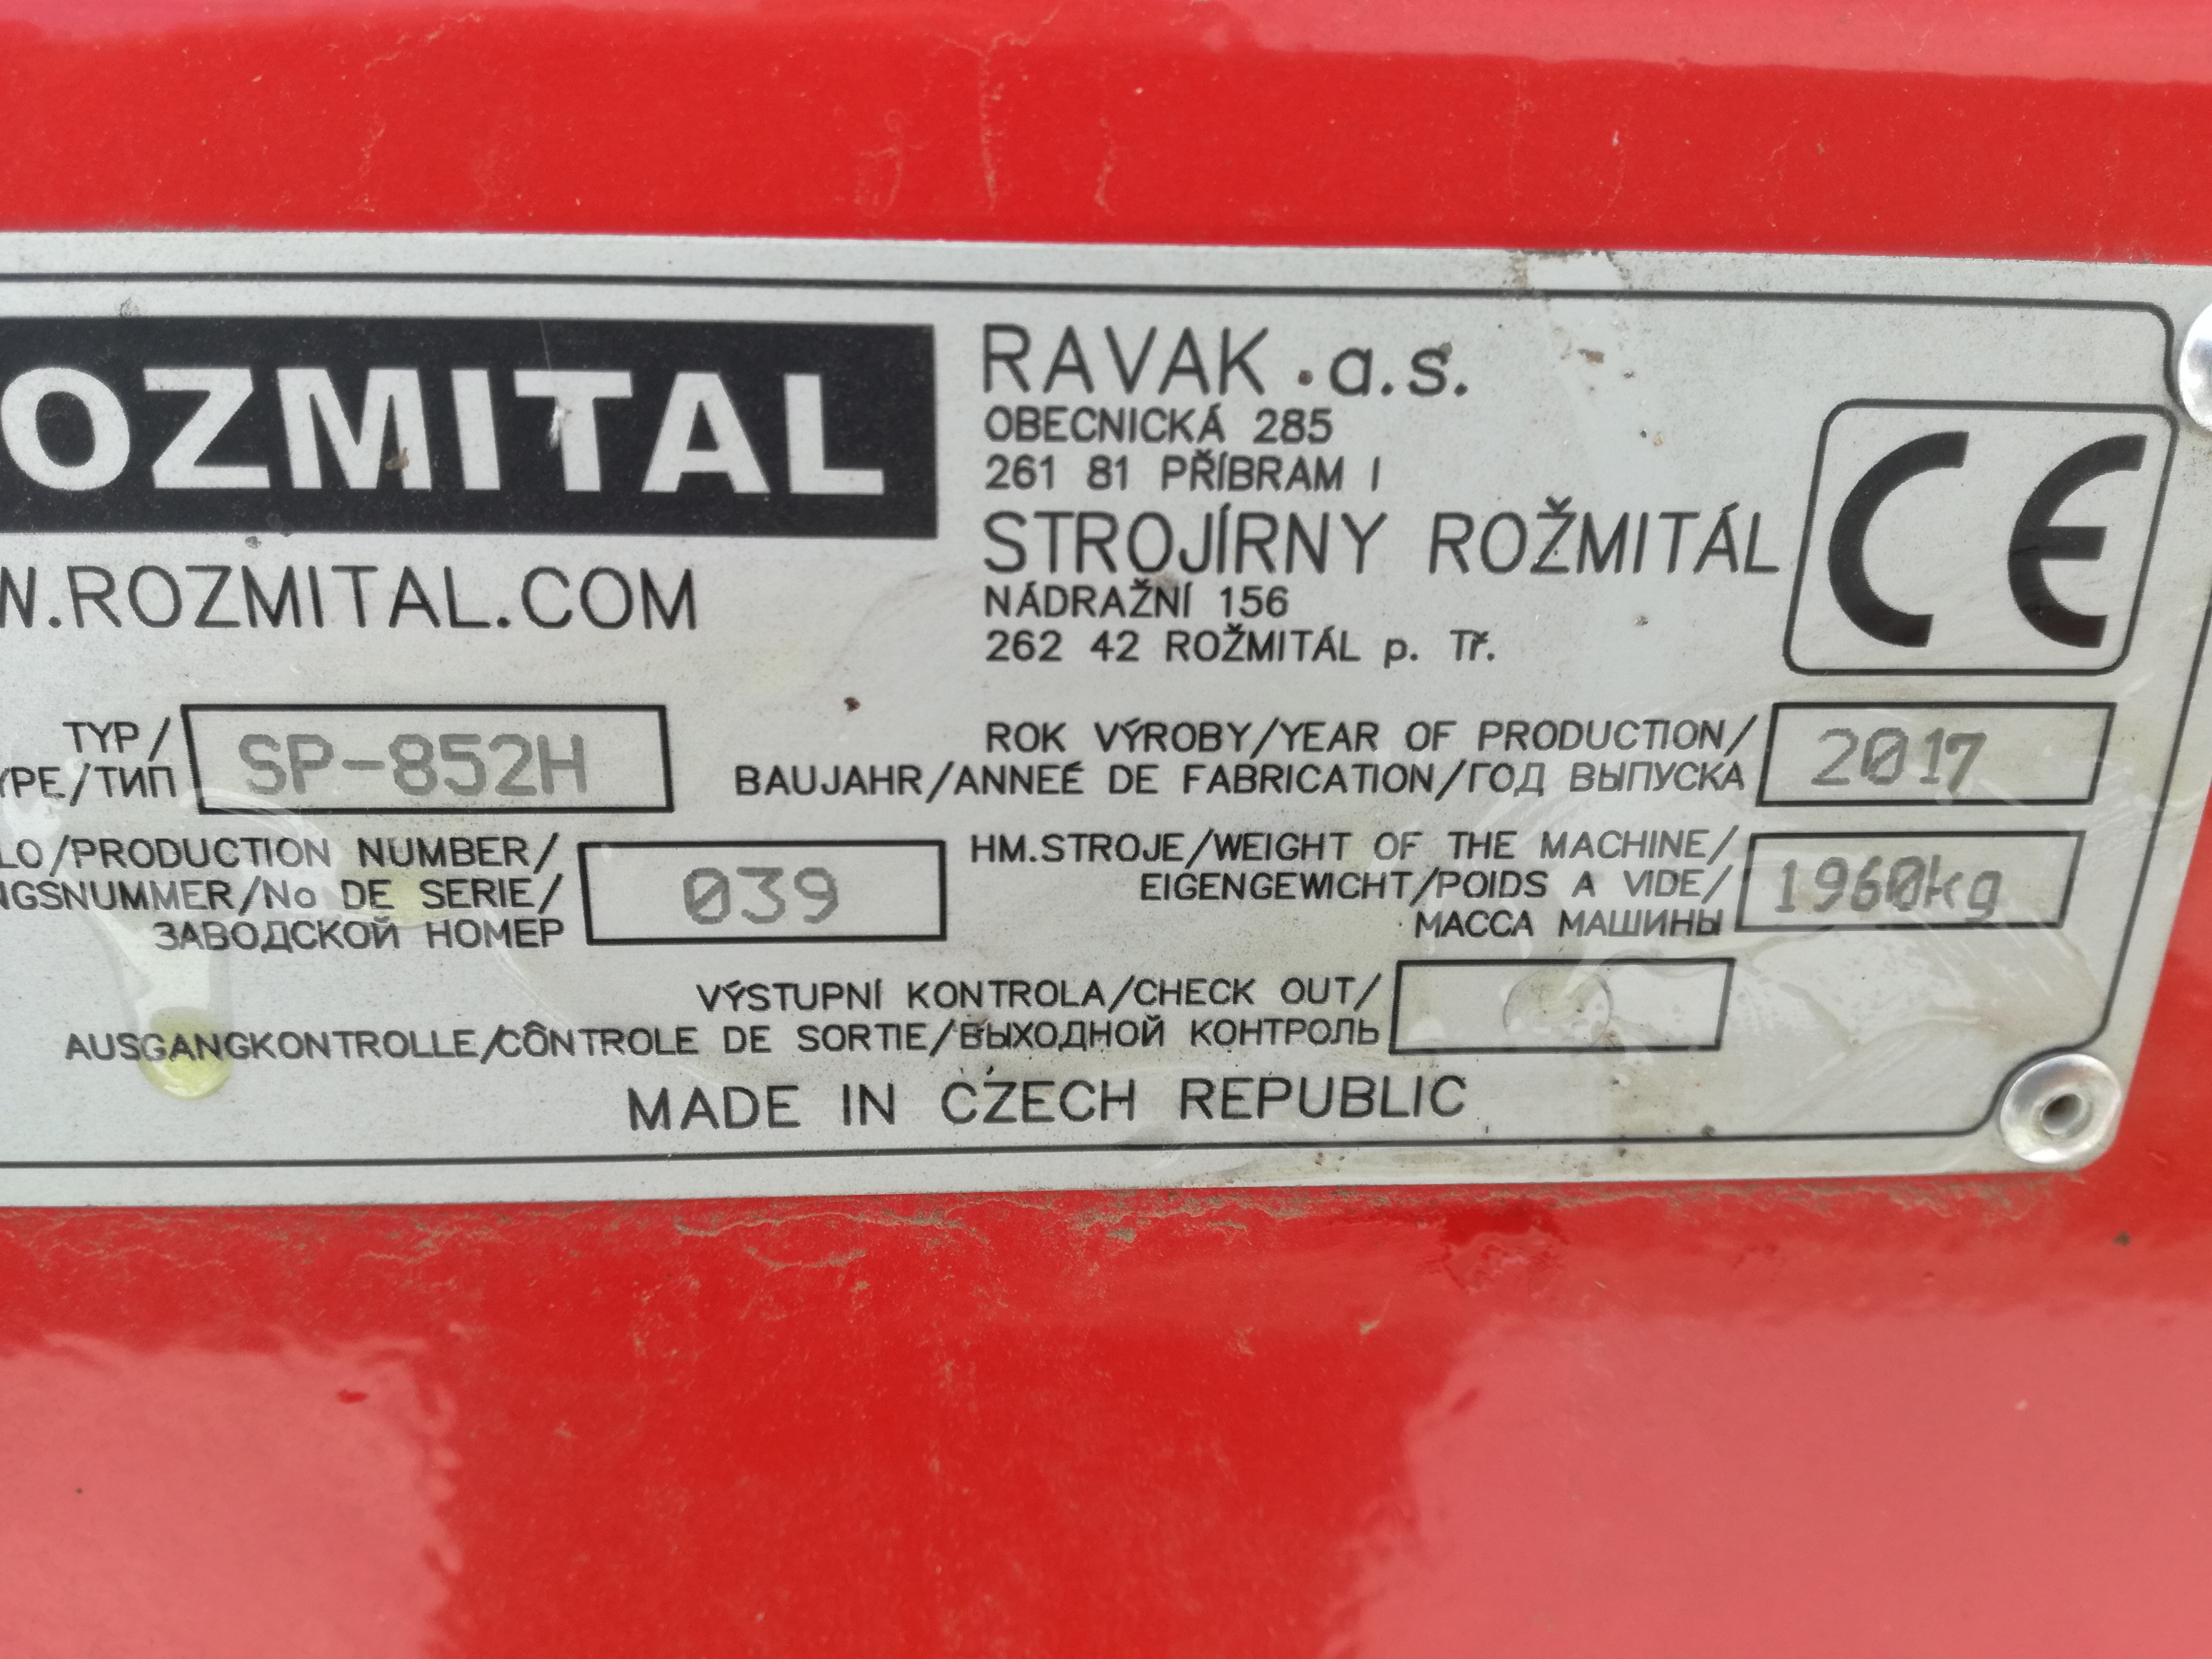 OZMITAL
W.ROZMITAL.COM
RAVAK .a.s.
OBECNICKÁ 285
261 81 PŘÍBRAM I
STROJÍRNY ROŽMITÁL
NÁDRAŽNÍ 156
262 42 ROŽMITÁL p. Tř.
CE
TYP/
YPE/ТИП
SP-852H
ROK VÝROBY/YEAR OF PRODUCTION/
BAUJAHR/ANNEÉ DE FABRICATION/ГОД ВЫПУСКА
2017
LO/PRODUCTION NUMBER/
NGSNUMMER/No DE SERIE/
ЗАВОДСКОЙ НОМЕР
039
HM.STROJE/WEIGHT OF THE MACHINE/
EIGENGEWICHT/POIDS A VIDE/
МАССА МАШИНЫ
1960kg
VÝSTUPNÍ KONTROLA/CHECK OUT/
AUSGANGKONTROLLE/CÔNTROLE DE SORTIE/ВЫХОДНОЙ КОНТРОЛЬ
MADE IN CZECH REPUBLIC